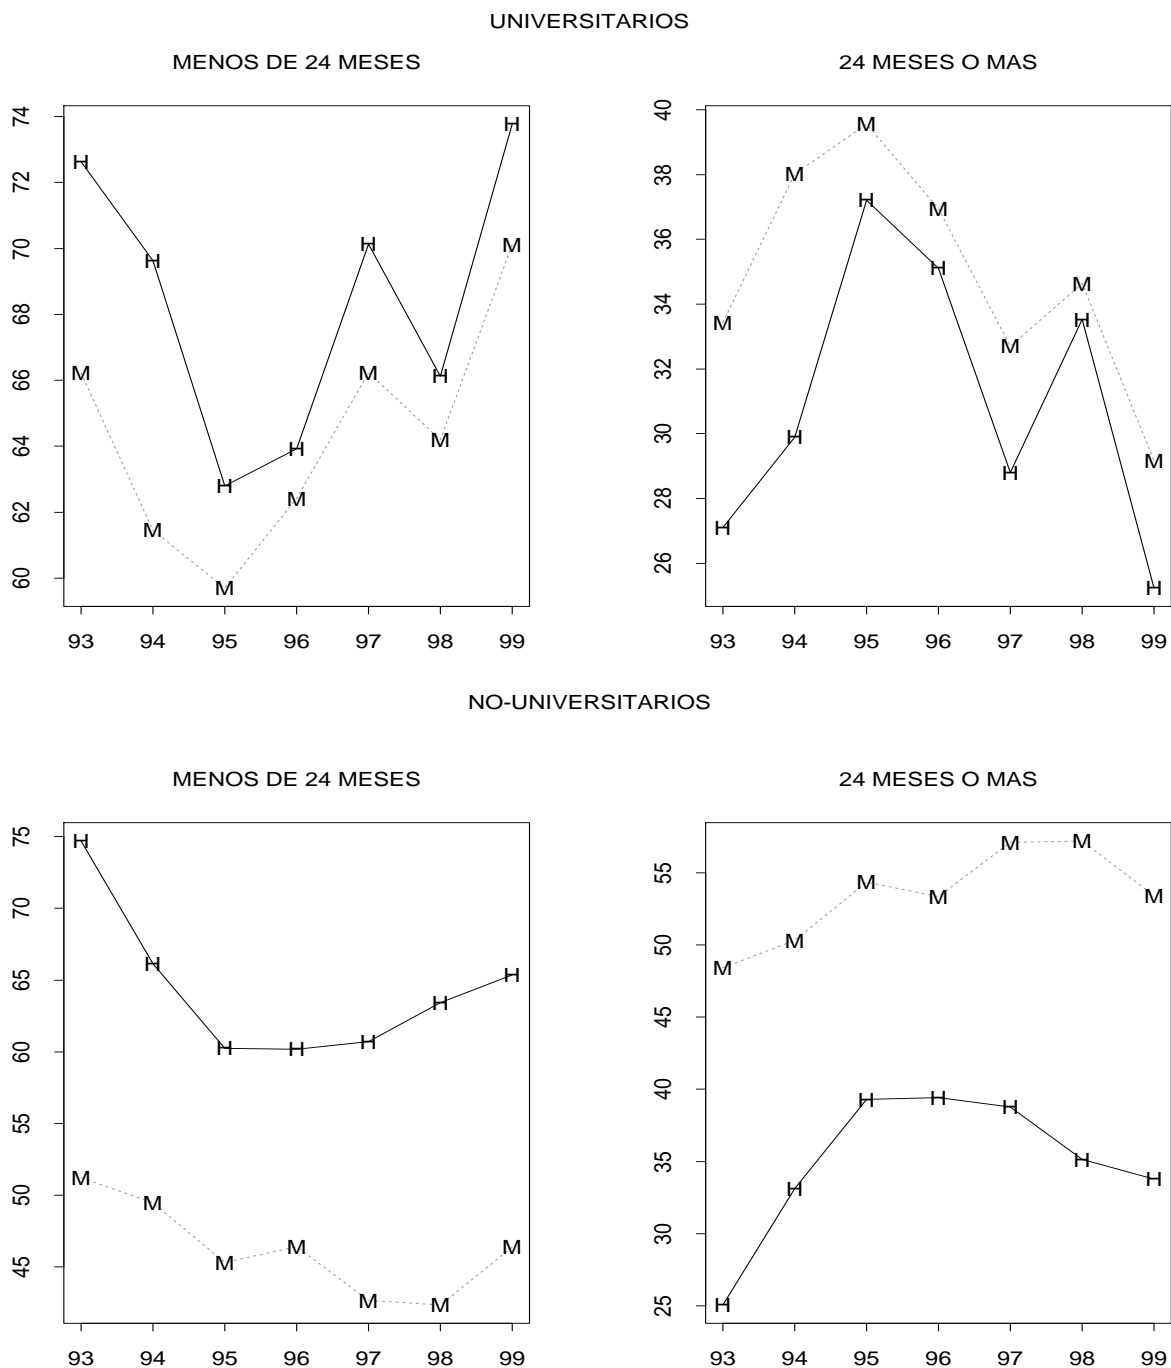 UNIVERSITARIOS
MENOS DE 24 MESES
74
72
70
68
66
64
62
60
H
H
H
H
H
H
H
M
M
M
M
M
M
M
93 94 95 96 97 98 99
24 MESES O MAS
40
38
36
34
32
30
28
26
M
M
M
M
M
M
M
H
H
H
H
H
H
H
93 94 95 96 97 98 99
NO-UNIVERSITARIOS
MENOS DE 24 MESES
75
70
65
60
55
50
45
H
H
H
H
H
H
H
M
M
M
M
M
M
M
93 94 95 96 97 98 99
24 MESES O MAS
55
50
45
40
35
30
25
M
M
M
M
M
M
M
H
H
H
H
H
H
H
93 94 95 96 97 98 99